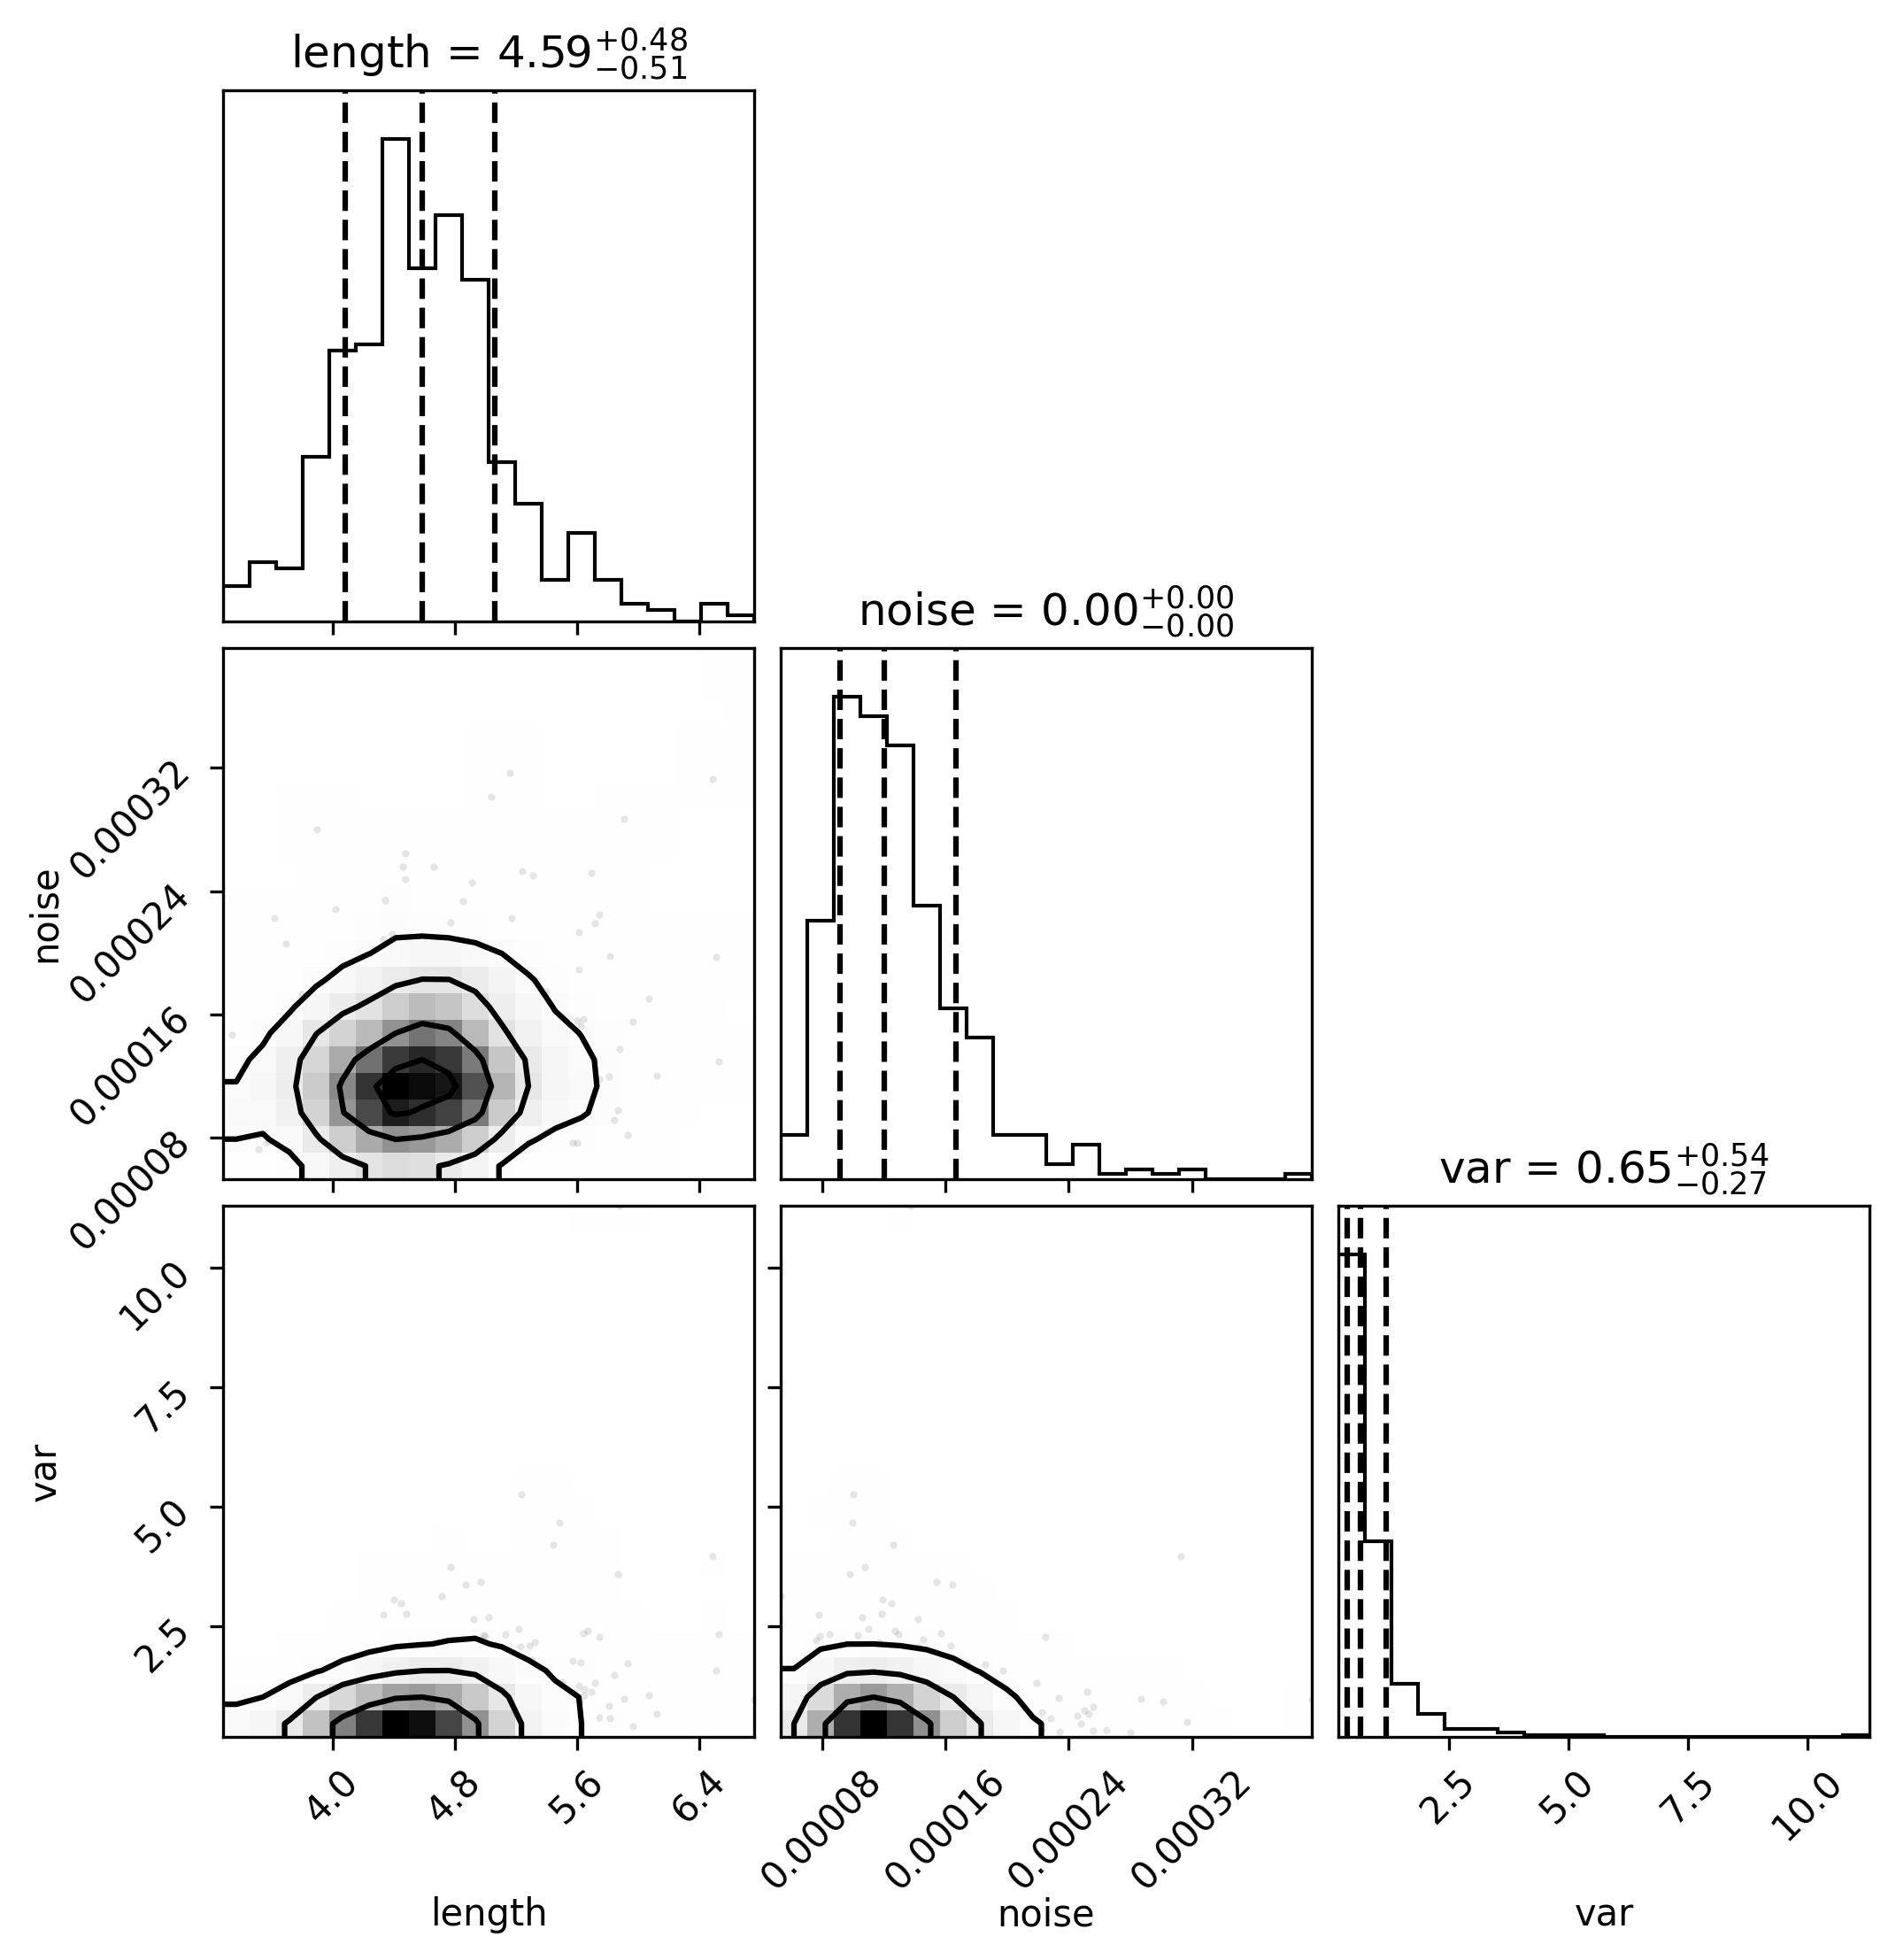 length = 4.59 +0.48 −0.51
noise = 0.00 +0.00 −0.00
noise
0.00032
0.00024
0.00016
0.00008
var = 0.65 +0.54 −0.27
var
10.0
7.5
5.0
2.5
4.0 4.8 5.6 6.4
0.00008 0.00016 0.00024 0.00032
2.5 5.0 7.5 10.0
length noise var